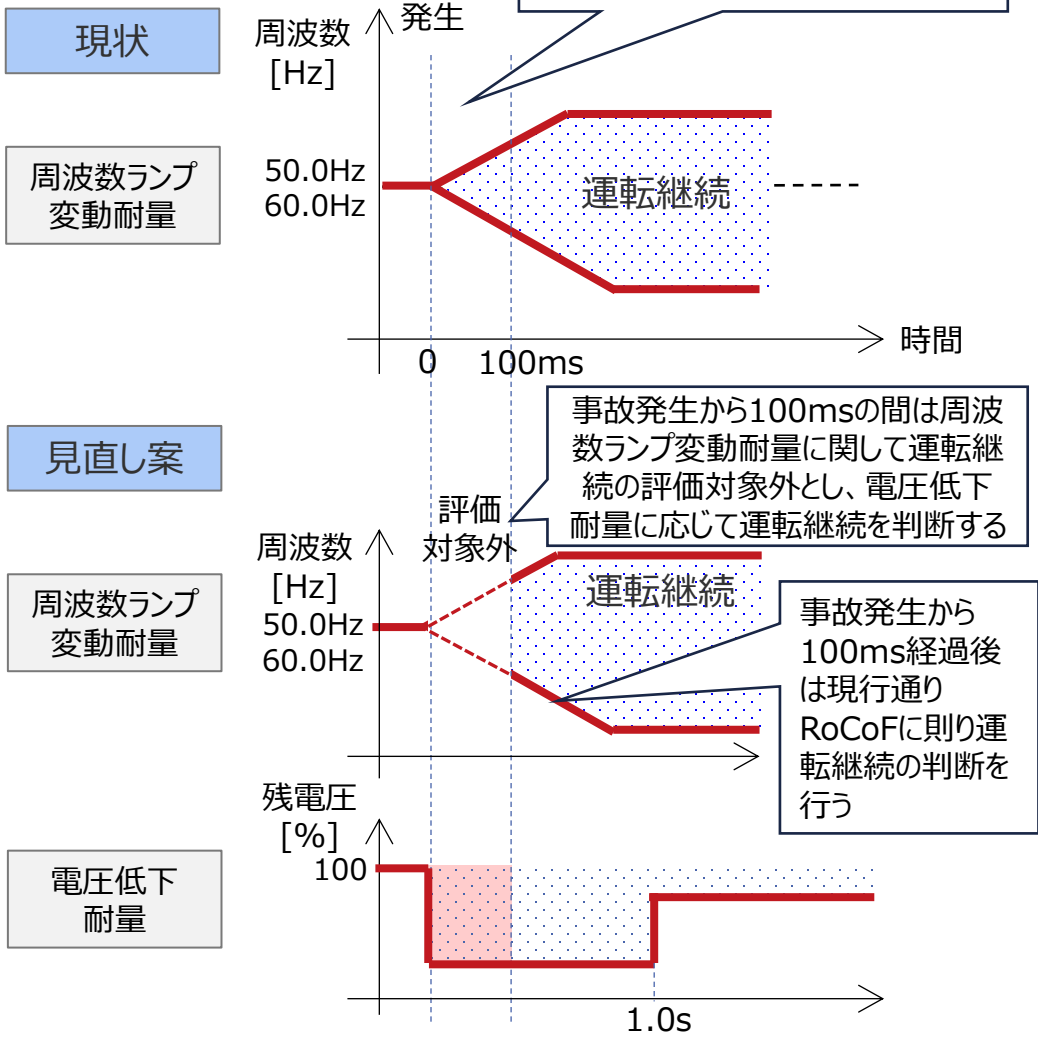 現状
発生
周波数
[Hz]
周波数ランプ
変動耐量
50.0Hz
60.0Hz
運転継続
時間
0
100ms
見直し案
事故発生から100msの間は周波
数ランプ変動耐量に関して運転継
続の評価対象外とし、電圧低下
耐量に応じて運転継続を判断する
評価
対象外
周波数
[Hz]
周波数ランプ
変動耐量
50.0Hz
60.0Hz
運転継続
事故発生から
100ms経過後
は現行通り
RoCoFに則り運
転継続の判断を
行う
残電圧
[%]
100
電圧低下
耐量
1.0s